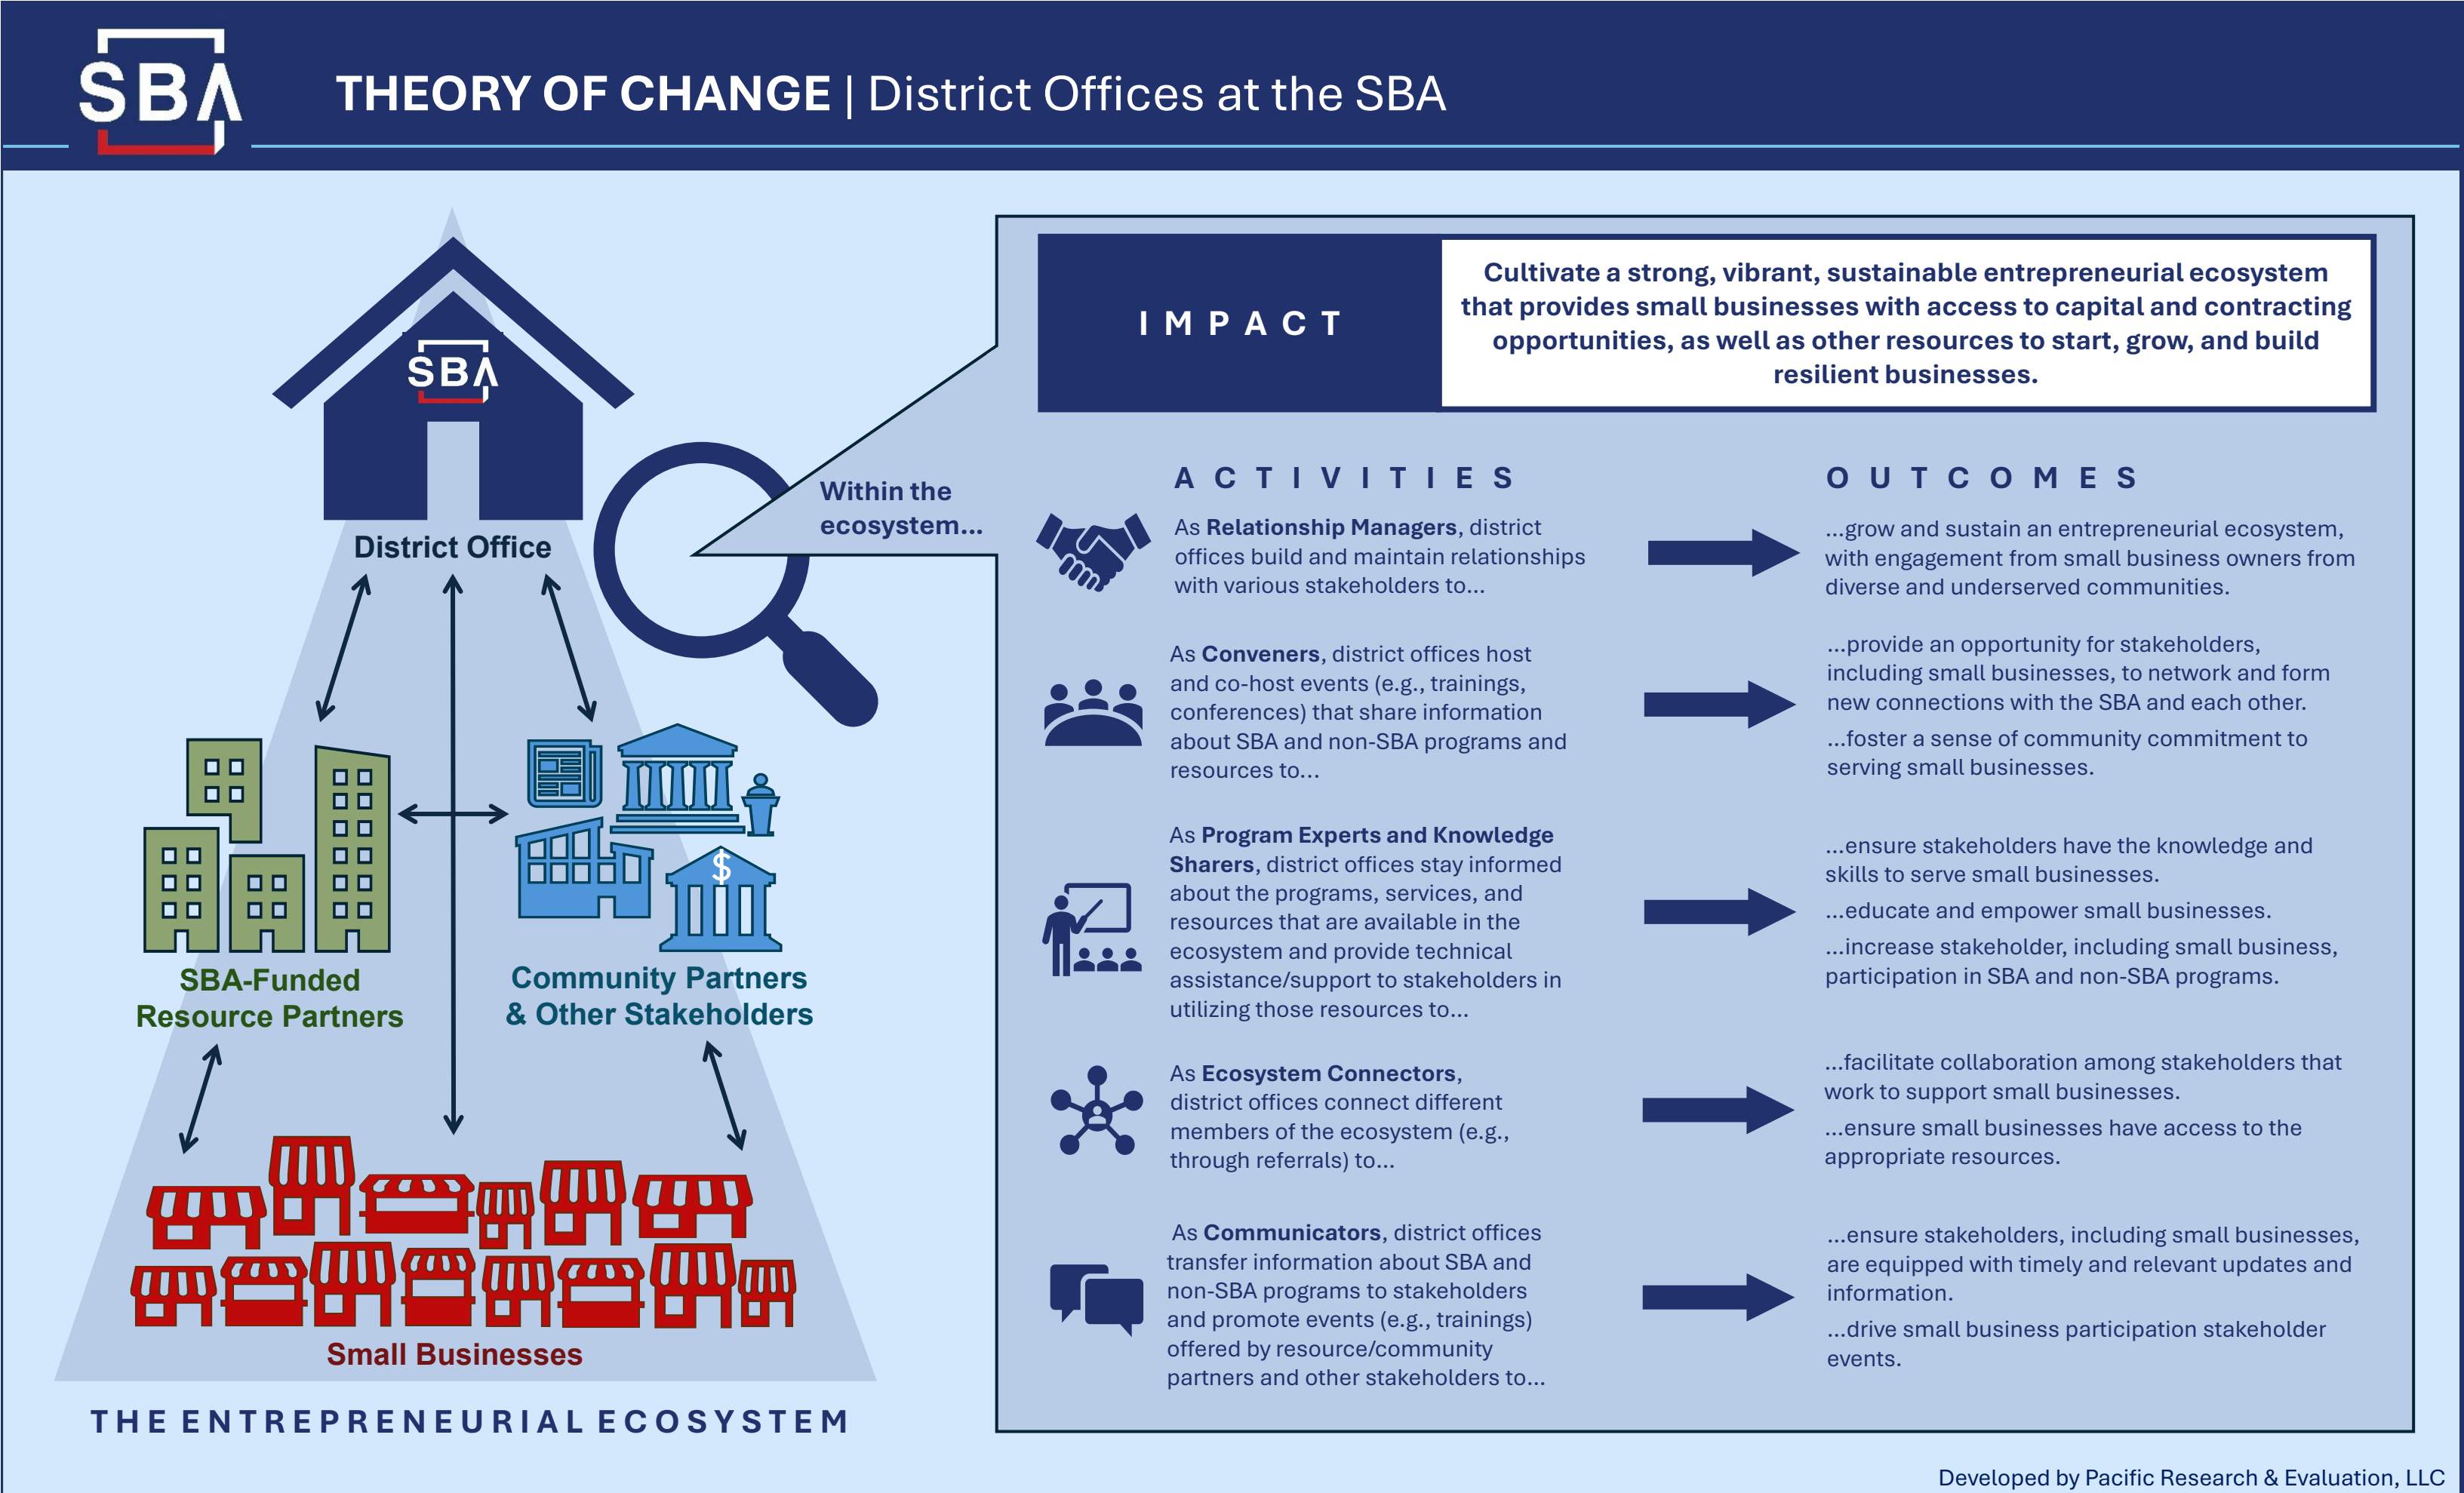 SBA
THEORY OF CHANGE | District Offices at the SBA
SBA
District Office
$
SBA-Funded
Resource Partners
Community Partners
& Other Stakeholders
Small Businesses
THE ENTREPRENEURIAL ECOSYSTEM
Within the
ecosystem...
IMPACT
Cultivate a strong, vibrant, sustainable entrepreneurial ecosystem
that provides small businesses with access to capital and contracting
opportunities, as well as other resources to start, grow, and build
resilient businesses.
ACTIVITIES
OUTCOMES
As Relationship Managers, district
offices build and maintain relationships
with various stakeholders to...
...grow and sustain an entrepreneurial ecosystem,
with engagement from small business owners from
diverse and underserved communities.
As Conveners, district offices host
and co-host events (e.g., trainings,
conferences) that share information
about SBA and non-SBA programs and
resources to...
...provide an opportunity for stakeholders,
including small businesses, to network and form
new connections with the SBA and each other.
...foster a sense of community commitment to
serving small businesses.
As Program Experts and Knowledge
Sharers, district offices stay informed
about the programs, services, and
resources that are available in the
ecosystem and provide technical
assistance/support to stakeholders in
utilizing those resources to...
...ensure stakeholders have the knowledge and
skills to serve small businesses.
...educate and empower small businesses.
...increase stakeholder, including small business,
participation in SBA and non-SBA programs.
As Ecosystem Connectors,
district offices connect different
members of the ecosystem (e.g.,
through referrals) to...
...facilitate collaboration among stakeholders that
work to support small businesses.
...ensure small businesses have access to the
appropriate resources.
As Communicators, district offices
transfer information about SBA and
non-SBA programs to stakeholders
and promote events (e.g., trainings)
offered by resource/community
partners and other stakeholders to...
...ensure stakeholders, including small businesses,
are equipped with timely and relevant updates and
information.
...drive small business participation stakeholder
events.
Developed by Pacific Research & Evaluation, LLC